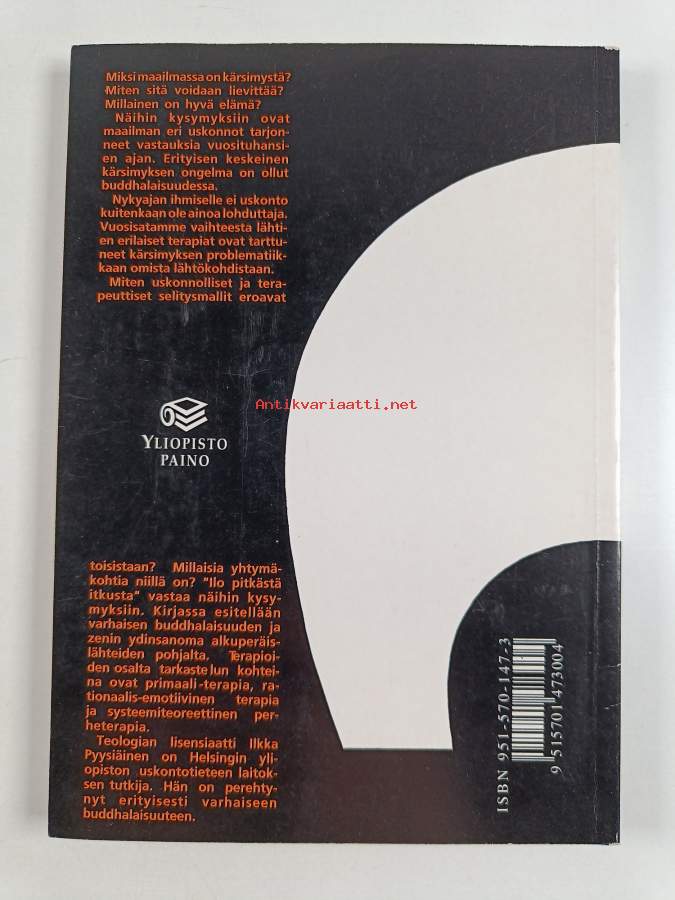 Miksi maailmassa on kärsimystä?
Miten sitä voidaan lievittää?
Millainen on hyvä elämä?
Näihin kysymyksiin ovat
maailman eri uskonnot tarjon-
neet vastauksia vuosituhansi-
en ajan. Erityisen keskeinen
kärsimyksen ongelma on ollut
buddhalaisuudessa.
Nykyajan ihmiselle ei uskonto
kuitenkaan ole ainoa lohduttaja.
Vuosisatamme vaihteesta lähti-
en erilaiset terapiat ovat tarttu-
neet kärsimyksen problematiik-
kaan omista lähtökohdistaan.
Miten uskonnolliset ja tera-
peuttiset selitysmallit eroavat
Antikvariaatti.net
YLIOPISTO
PAINO
toisistaan? Millaisia yhtymä-
kohtia niillä on? "Ilo pitkästä
itkusta" vastaa näihin kysy-
myksiin. Kirjassa esitellään
varhaisen buddhalaisuuden ja
zenin ydinsanoma alkuperäis-
lähteiden pohjalta. Terapioi-
den osalta tarkastelun kohtei-
na ovat primaali-terapia, ra-
tionaalis-emotiivinen terapia
ja systeemiteoreettinen per-
heterapia.
Teologian lisensiaatti Ilkka
Pyysiäinen on Helsingin yli-
opiston uskontotieteen laitok-
sen tutkija. Hän on perehty-
nyt erityisesti varhaiseen
buddhalaisuuteen.
ISBN 951-570-147-3
9 515701 473004